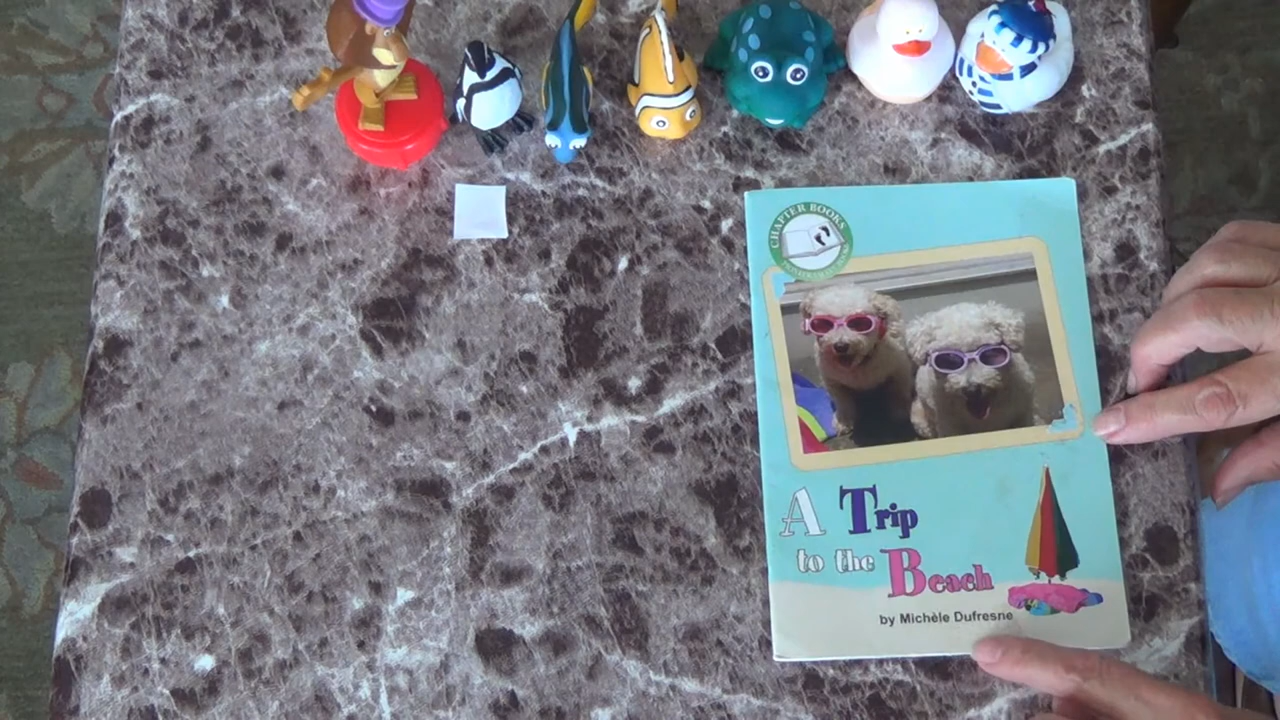 CHAPTER BOOKS
A Trip
to the Beach
by Michèle Dufresne